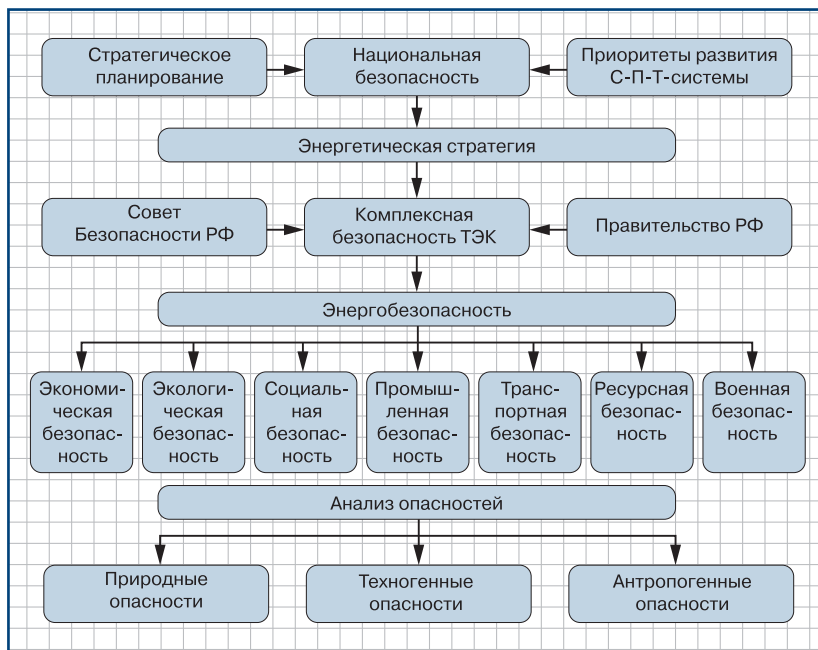 Стратегическое
планирование
Национальная
безопасность
Приоритеты развития
С-П-Т-системы
Энергетическая стратегия
Совет
Безопасности РФ
Комплексная
безопасность ТЭК
Правительство РФ
Энергобезопасность
Экономи-
ческая
безопас-
ность
Экологи-
ческая
безопас-
ность
Социаль-
ная
безопас-
ность
Промыш-
ленная
безопас-
ность
Транс-
портная
безопас-
ность
Ресурсная
безопас-
ность
Военная
безопас-
ность
Анализ опасностей
Природные
опасности
Техногенные
опасности
Антропогенные
опасности